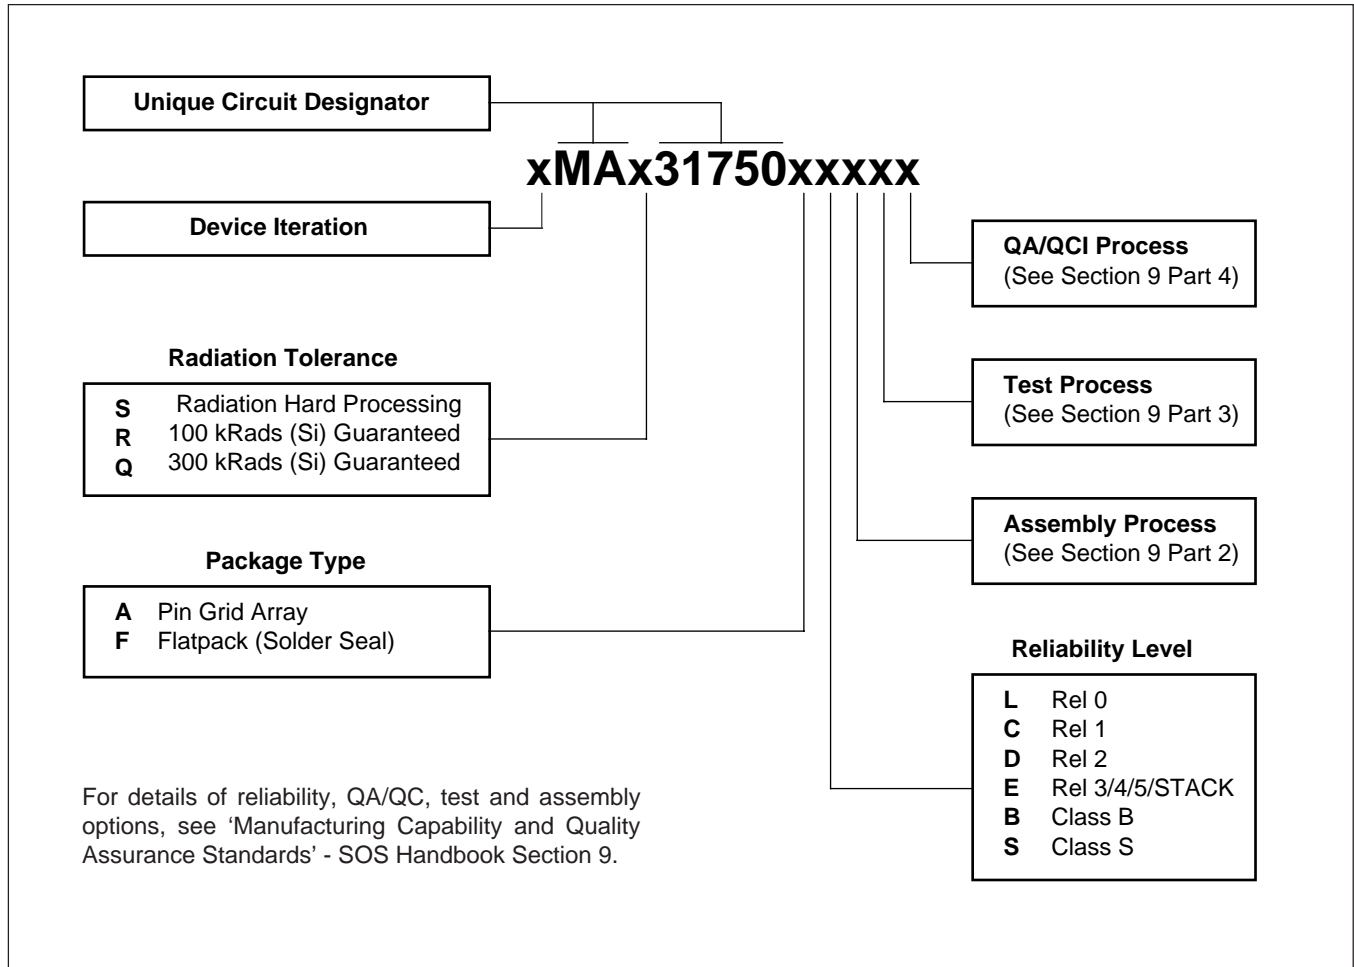 Unique Circuit Designator
xMAx31750xxxxx
Device Iteration
Radiation Tolerance
S Radiation Hard Processing
R 100 kRads (Si) Guaranteed
Q 300 kRads (Si) Guaranteed
Package Type
A Pin Grid Array
F Flatpack (Solder Seal)
For details of reliability, QA/QC, test and assembly
options, see ‘Manufacturing Capability and Quality
Assurance Standards’ - SOS Handbook Section 9.
QA/QCI Process
(See Section 9 Part 4)
Test Process
(See Section 9 Part 3)
Assembly Process
(See Section 9 Part 2)
Reliability Level
L Rel 0
C Rel 1
D Rel 2
E Rel 3/4/5/STACK
B Class B
S Class S